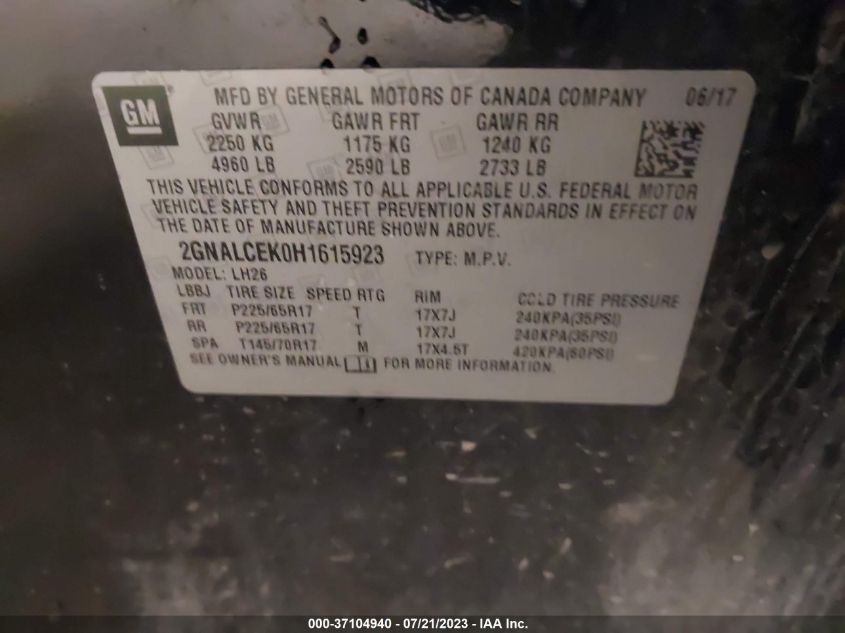 GM
MFD BY GENERAL MOTORS OF CANADA COMPANY 06/17
GVWR GAWR FRT GAWR RR
2250 KG 1175 KG 1240 KG
4960 LB 2590 LB 2733 LB
THIS VEHICLE CONFORMS TO ALL APPLICABLE U.S. FEDERAL MOTOR
VEHICLE SAFETY AND THEFT PREVENTION STANDARDS IN EFFECT ON
THE DATE OF MANUFACTURE SHOWN ABOVE.
2GNALCEK0H1615923 TYPE: M.P.V.
MODEL: LH26
LBBJ TIRE SIZE SPEED RTG RIM COLD TIRE PRESSURE
FRT P225/65R17 T 17X7J 240KPA(35PSI)
RR P225/65R17 T 17X7J 240KPA(35PSI)
SPA T145/70R17 M 17X4.5T 420KPA(60PSI)
SEE OWNER'S MANUAL FOR MORE INFORMATION.
000-37104940 / 07/21/2023 - IAA Inc.